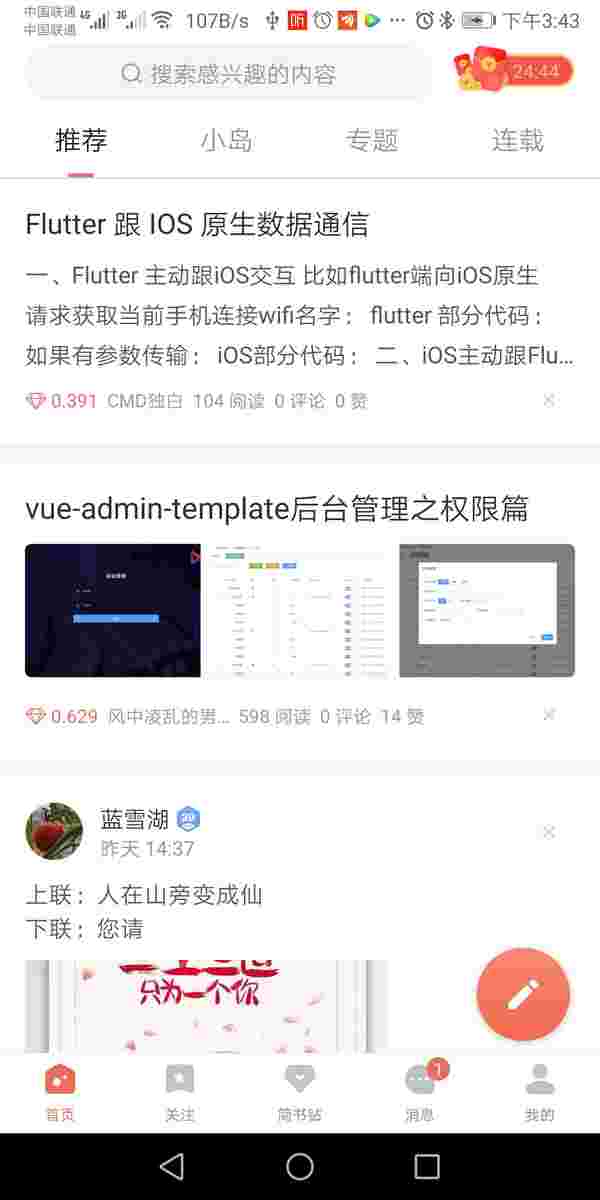 中国联通 4G 3G 107B/s 下午3:43
中国联通
搜索感兴趣的内容 24:44
推荐 小岛 专题 连载
Flutter 跟 IOS 原生数据通信
一、Flutter 主动跟iOS交互 比如flutter端向iOS原生
请求获取当前手机连接wifi名字： flutter 部分代码：
如果有参数传输： iOS部分代码： 二、iOS主动跟Flu...
0.391 CMD独白 104 阅读 0 评论 0 赞
vue-admin-template后台管理之权限篇
0.629 风中凌乱的男... 598 阅读 0 评论 14 赞
蓝雪湖
昨天 14:37
上联：人在山旁变成仙
下联：您请
只为一个你
首页 关注 简书钻 消息 1 我的